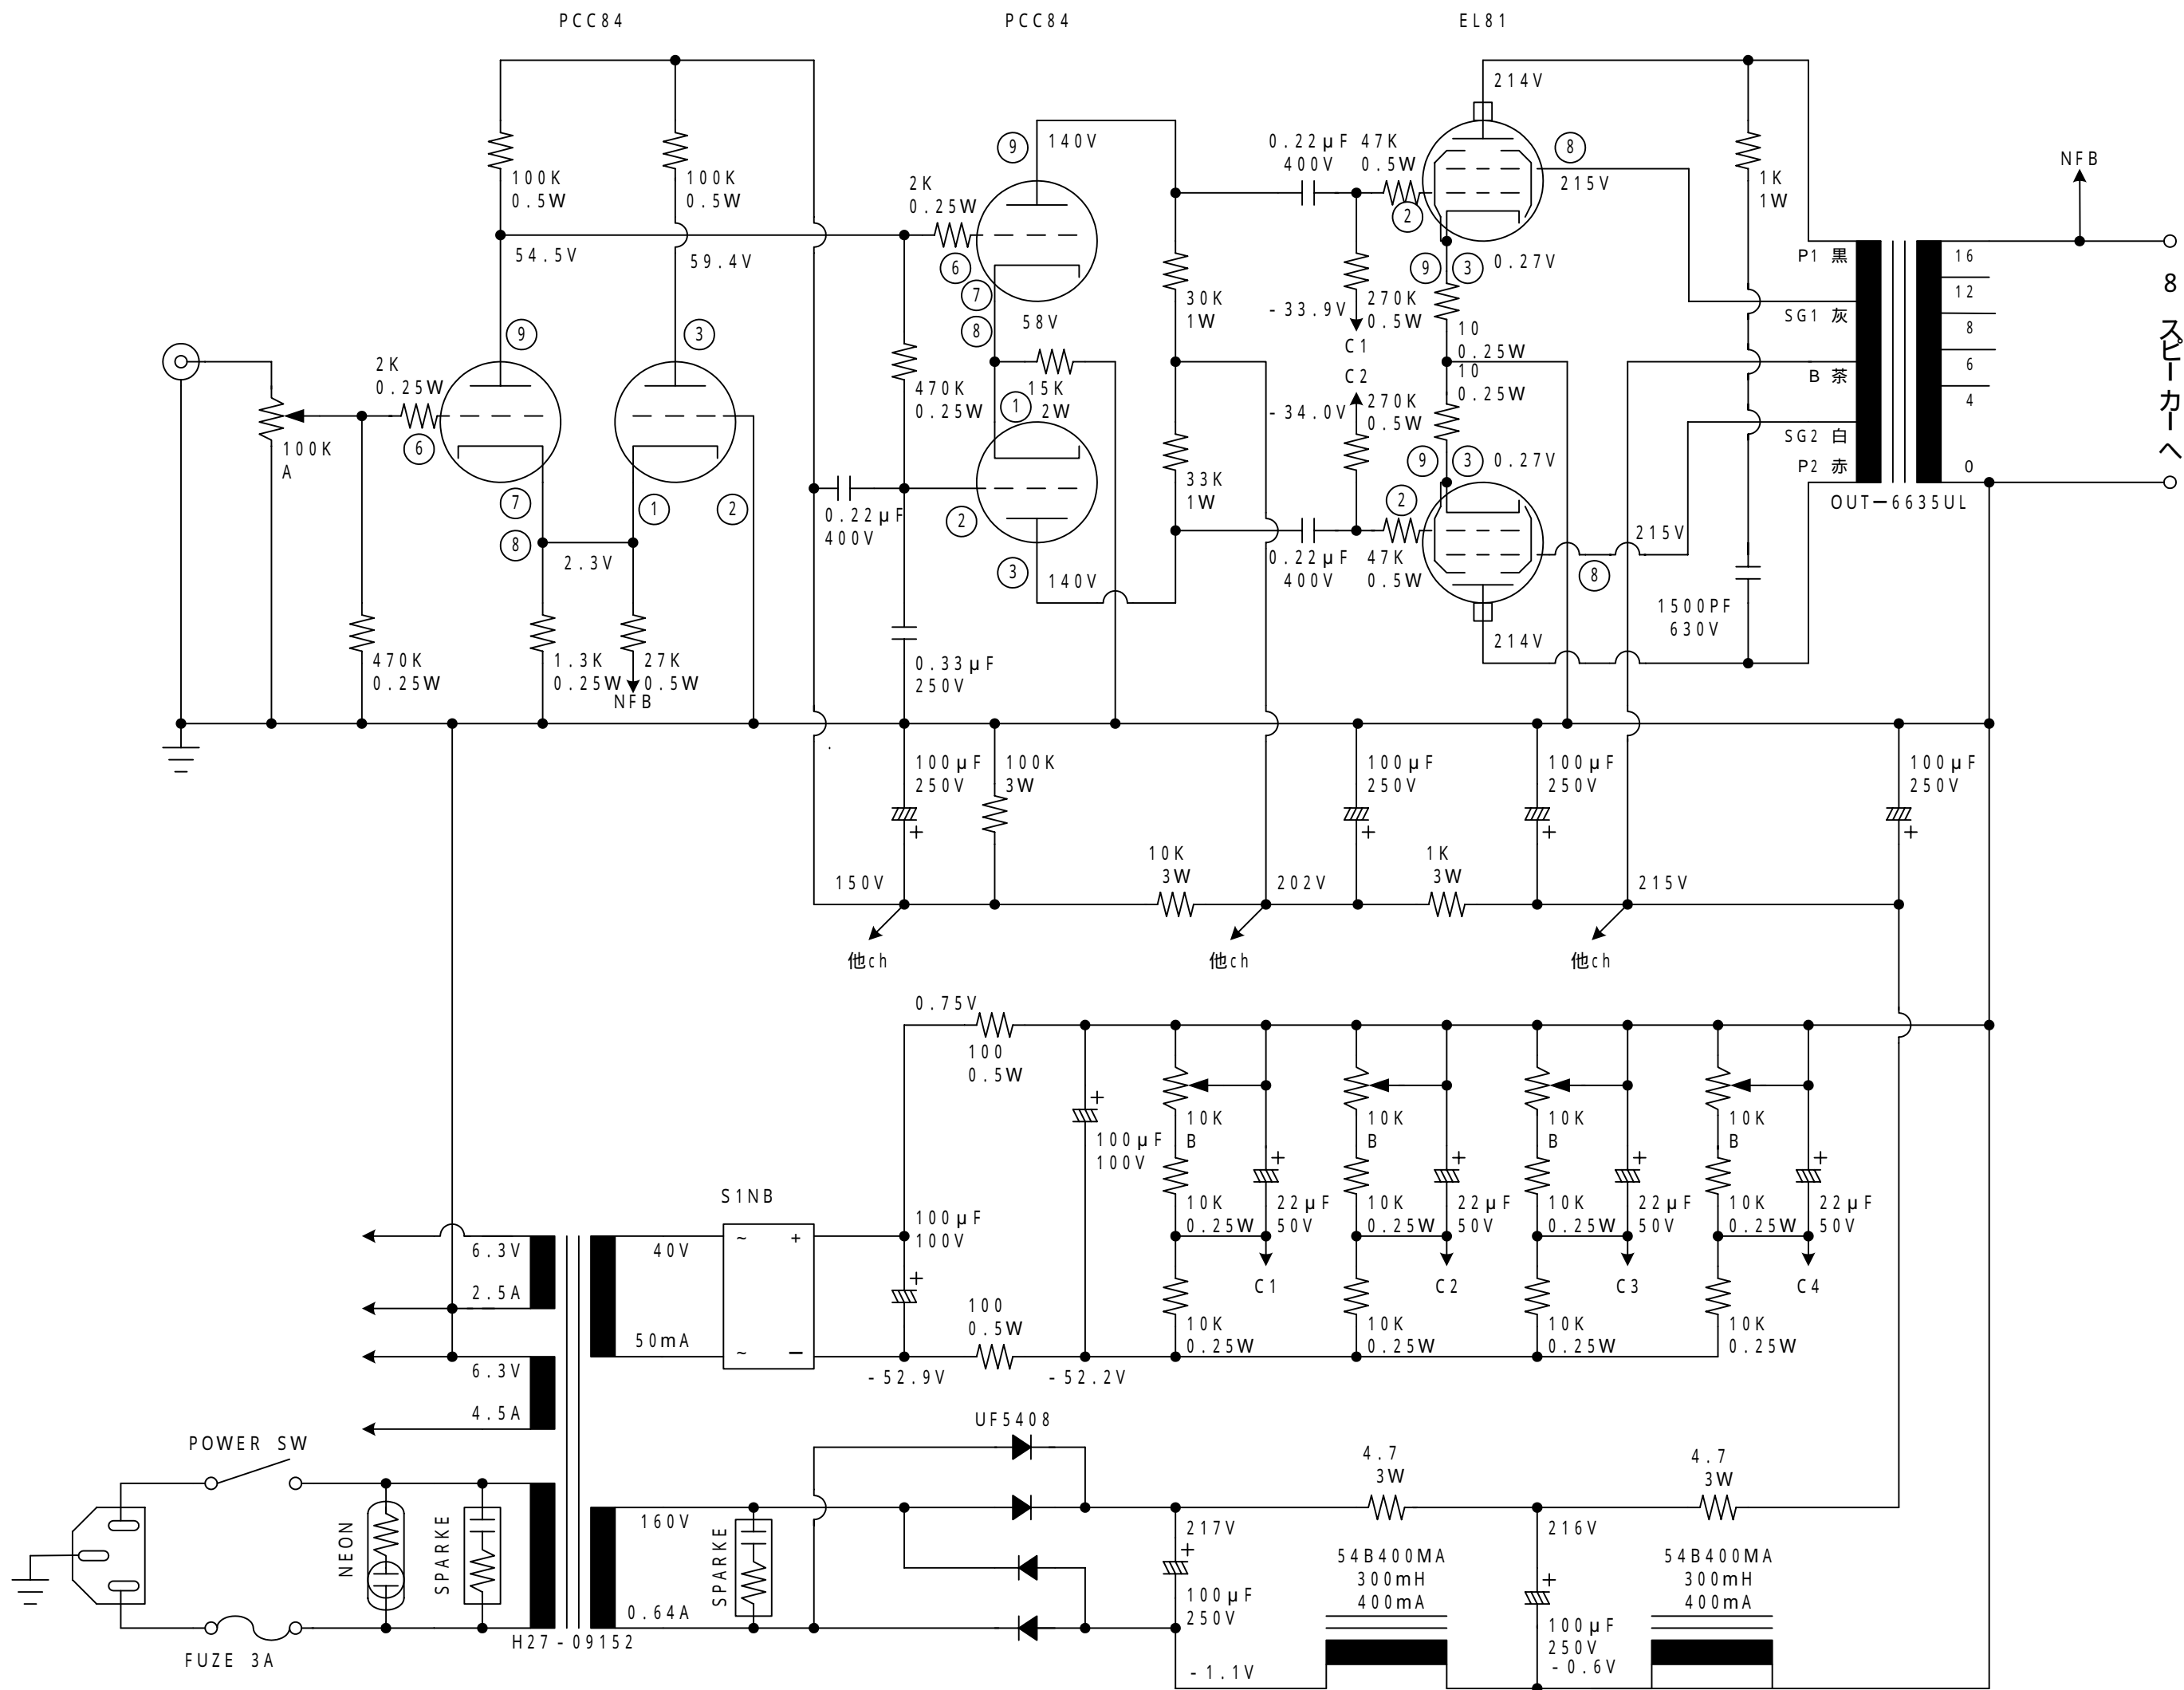 PCC84
PCC84
EL81
214V
9
140V
0.22μF
400V
47K
0.5W
8
215V
1K
1W
NFB
100K
0.5W
100K
0.5W
2K
0.25W
2
54.5V
59.4V
6
7
8
58V
30K
1W
-33.9V
C1
270K
0.5W
9
3
0.27V
10
0.25W
P1 黒
SG1 灰
B 茶
SG2 白
P2 赤
16
12
8
6
4
0
OUT-6635UL
8 スピーカーへ
9
3
2K
0.25W
100K
A
6
470K
0.25W
15K
2W
1
C2
-34.0V
270K
0.5W
10
0.25W
9
3
0.27V
33K
1W
7
8
1
2
0.22μF
400V
2
3
140V
0.22μF
400V
2
47K
0.5W
215V
8
2.3V
1500PF
630V
214V
470K
0.25W
1.3K
0.25W
27K
0.5W
NFB
0.33μF
250V
100μF
250V
100K
3W
100μF
250V
100μF
250V
100μF
250V
+
+
+
+
150V
10K
3W
202V
1K
3W
215V
他ch
他ch
他ch
0.75V
100
0.5W
+
100μF
100V
10K
B
10K
B
10K
B
10K
B
+
+
+
+
10K
0.25W
22μF
50V
10K
0.25W
22μF
50V
10K
0.25W
22μF
50V
10K
0.25W
22μF
50V
S1NB
100μF
100V
~
+
6.3V
40V
2.5A
+
C1
C2
C3
C4
100
0.5W
10K
0.25W
10K
0.25W
10K
0.25W
10K
0.25W
50mA
~
−
-52.9V
-52.2V
6.3V
4.5A
UF5408
POWER SW
4.7
3W
4.7
3W
NEON
SPARKE
160V
SPARKE
217V
216V
+
100μF
250V
54B400MA
300mH
400mA
+
54B400MA
300mH
400mA
0.64A
H27-09152
FUZE 3A
100μF
250V
-1.1V
-0.6V